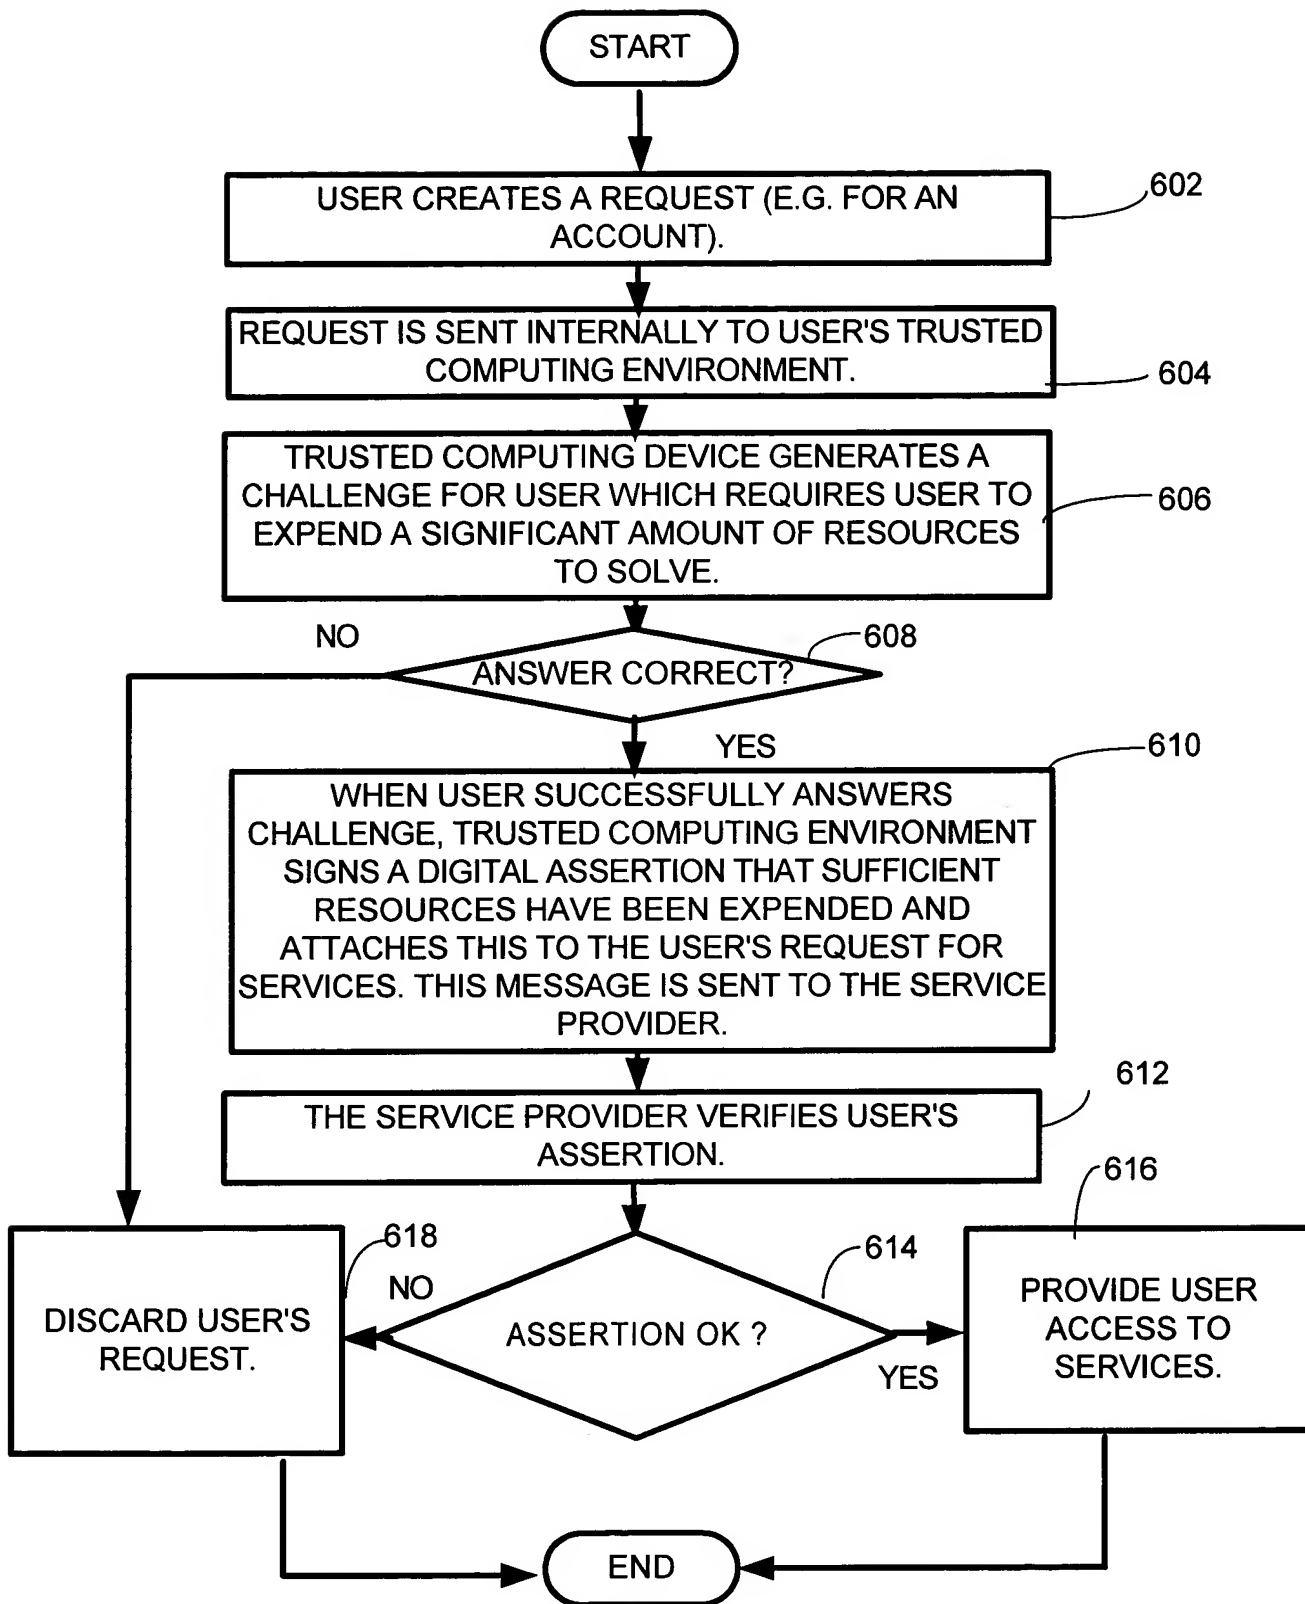 START
USER CREATES A REQUEST (E.G. FOR AN
ACCOUNT).
602
REQUEST IS SENT INTERNALLY TO USER'S TRUSTED
COMPUTING ENVIRONMENT.
604
TRUSTED COMPUTING DEVICE GENERATES A
CHALLENGE FOR USER WHICH REQUIRES USER TO
EXPEND A SIGNIFICANT AMOUNT OF RESOURCES
TO SOLVE.
606
NO
608
ANSWER CORRECT?
YES
610
WHEN USER SUCCESSFULLY ANSWERS
CHALLENGE, TRUSTED COMPUTING ENVIRONMENT
SIGNS A DIGITAL ASSERTION THAT SUFFICIENT
RESOURCES HAVE BEEN EXPENDED AND
ATTACHES THIS TO THE USER'S REQUEST FOR
SERVICES. THIS MESSAGE IS SENT TO THE SERVICE
PROVIDER.
612
THE SERVICE PROVIDER VERIFIES USER'S
ASSERTION.
616
618
614
NO
DISCARD USER'S
REQUEST.
ASSERTION OK ?
YES
PROVIDE USER
ACCESS TO
SERVICES.
END